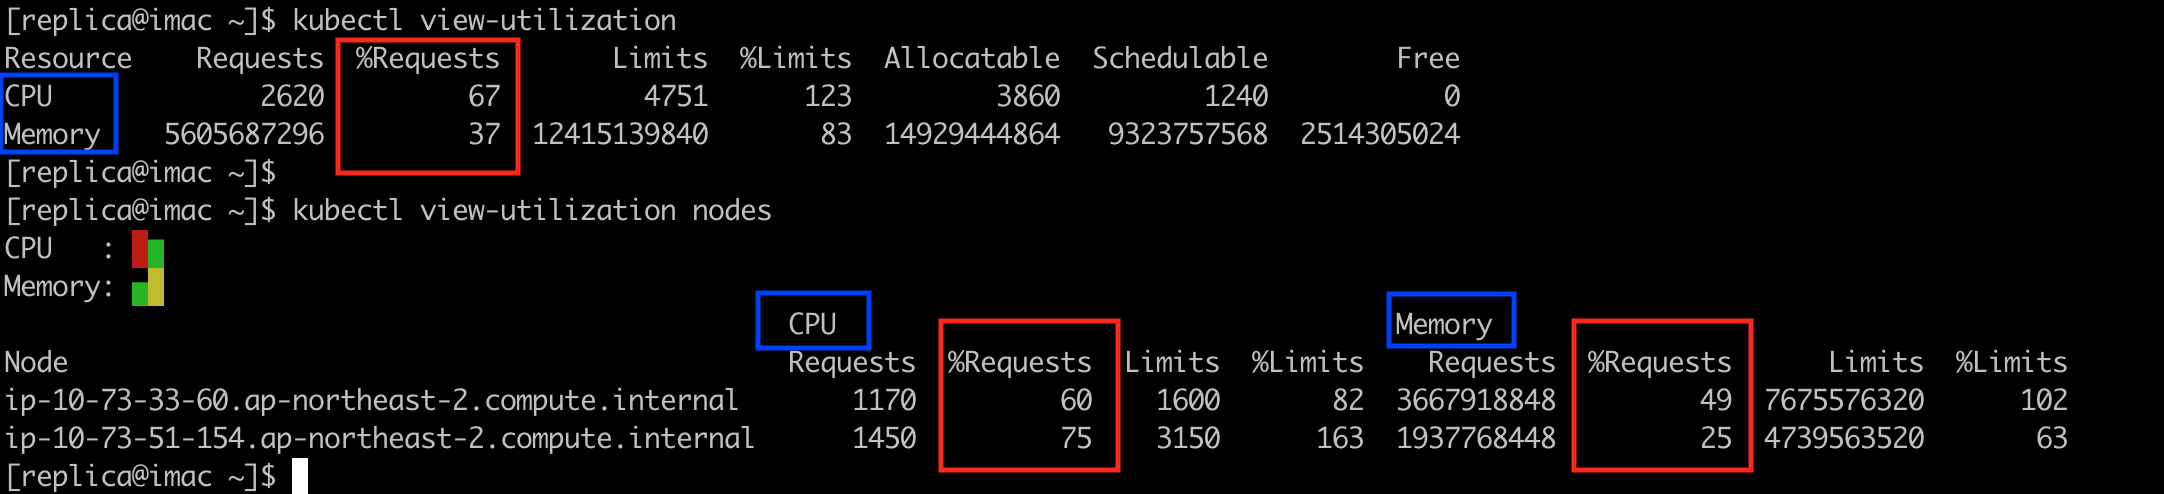 [replica@imac ~]$ kubectl view-utilization
Resource    Requests  %Requests       Limits  %Limits  Allocatable  Schedulable        Free
CPU             2620         67         4751      123         3860         1240           0
Memory    5605687296         37  12415139840       83  14929444864   9323757568  2514305024
[replica@imac ~]$
[replica@imac ~]$ kubectl view-utilization nodes
CPU   :
Memory:
CPU                                   Memory
Node                                             Requests  %Requests  Limits  %Limits    Requests  %Requests      Limits  %Limits
ip-10-73-33-60.ap-northeast-2.compute.internal       1170         60    1600       82  3667918848         49  7675576320      102
ip-10-73-51-154.ap-northeast-2.compute.internal      1450         75    3150      163  1937768448         25  4739563520       63
[replica@imac ~]$